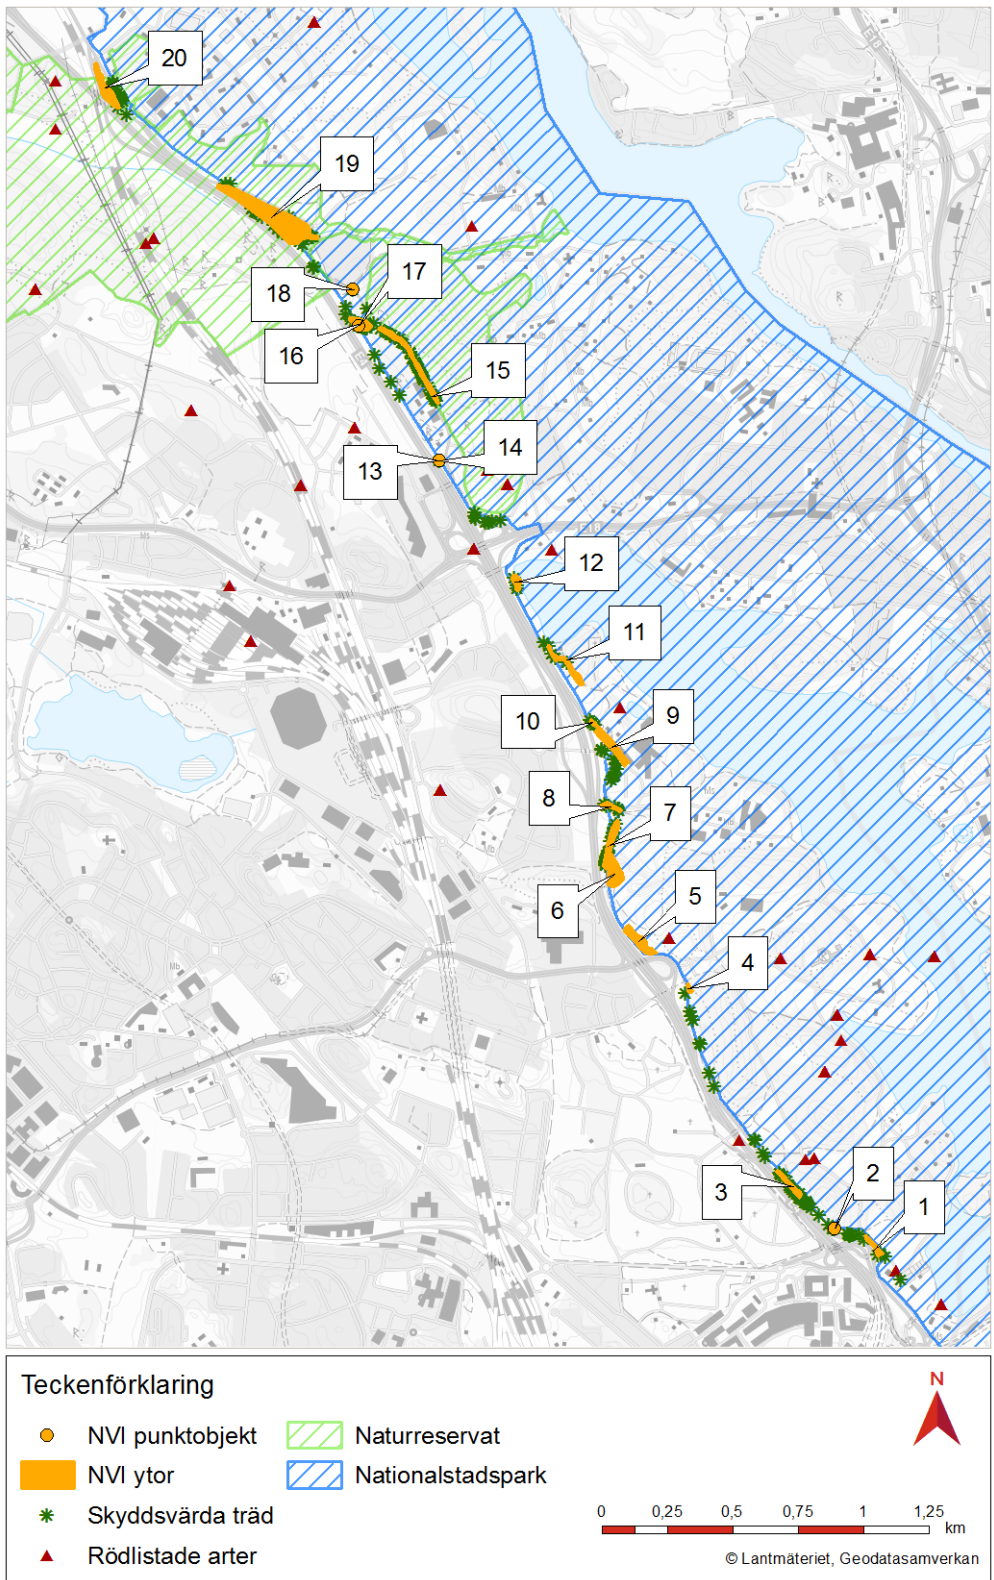 E18
20
19
17
18
16
15
14
13
E18
12
11
10
9
8
7
6
5
4
3
2
1
Teckenförklaring
NVI punktobjekt
NVI ytor
Skyddsvärda träd
Rödlistade arter
Naturreservat
Nationalstadspark
N
0 0,25 0,5 0,75 1 1,25
km
© Lantmäteriet, Geodatasamverkan